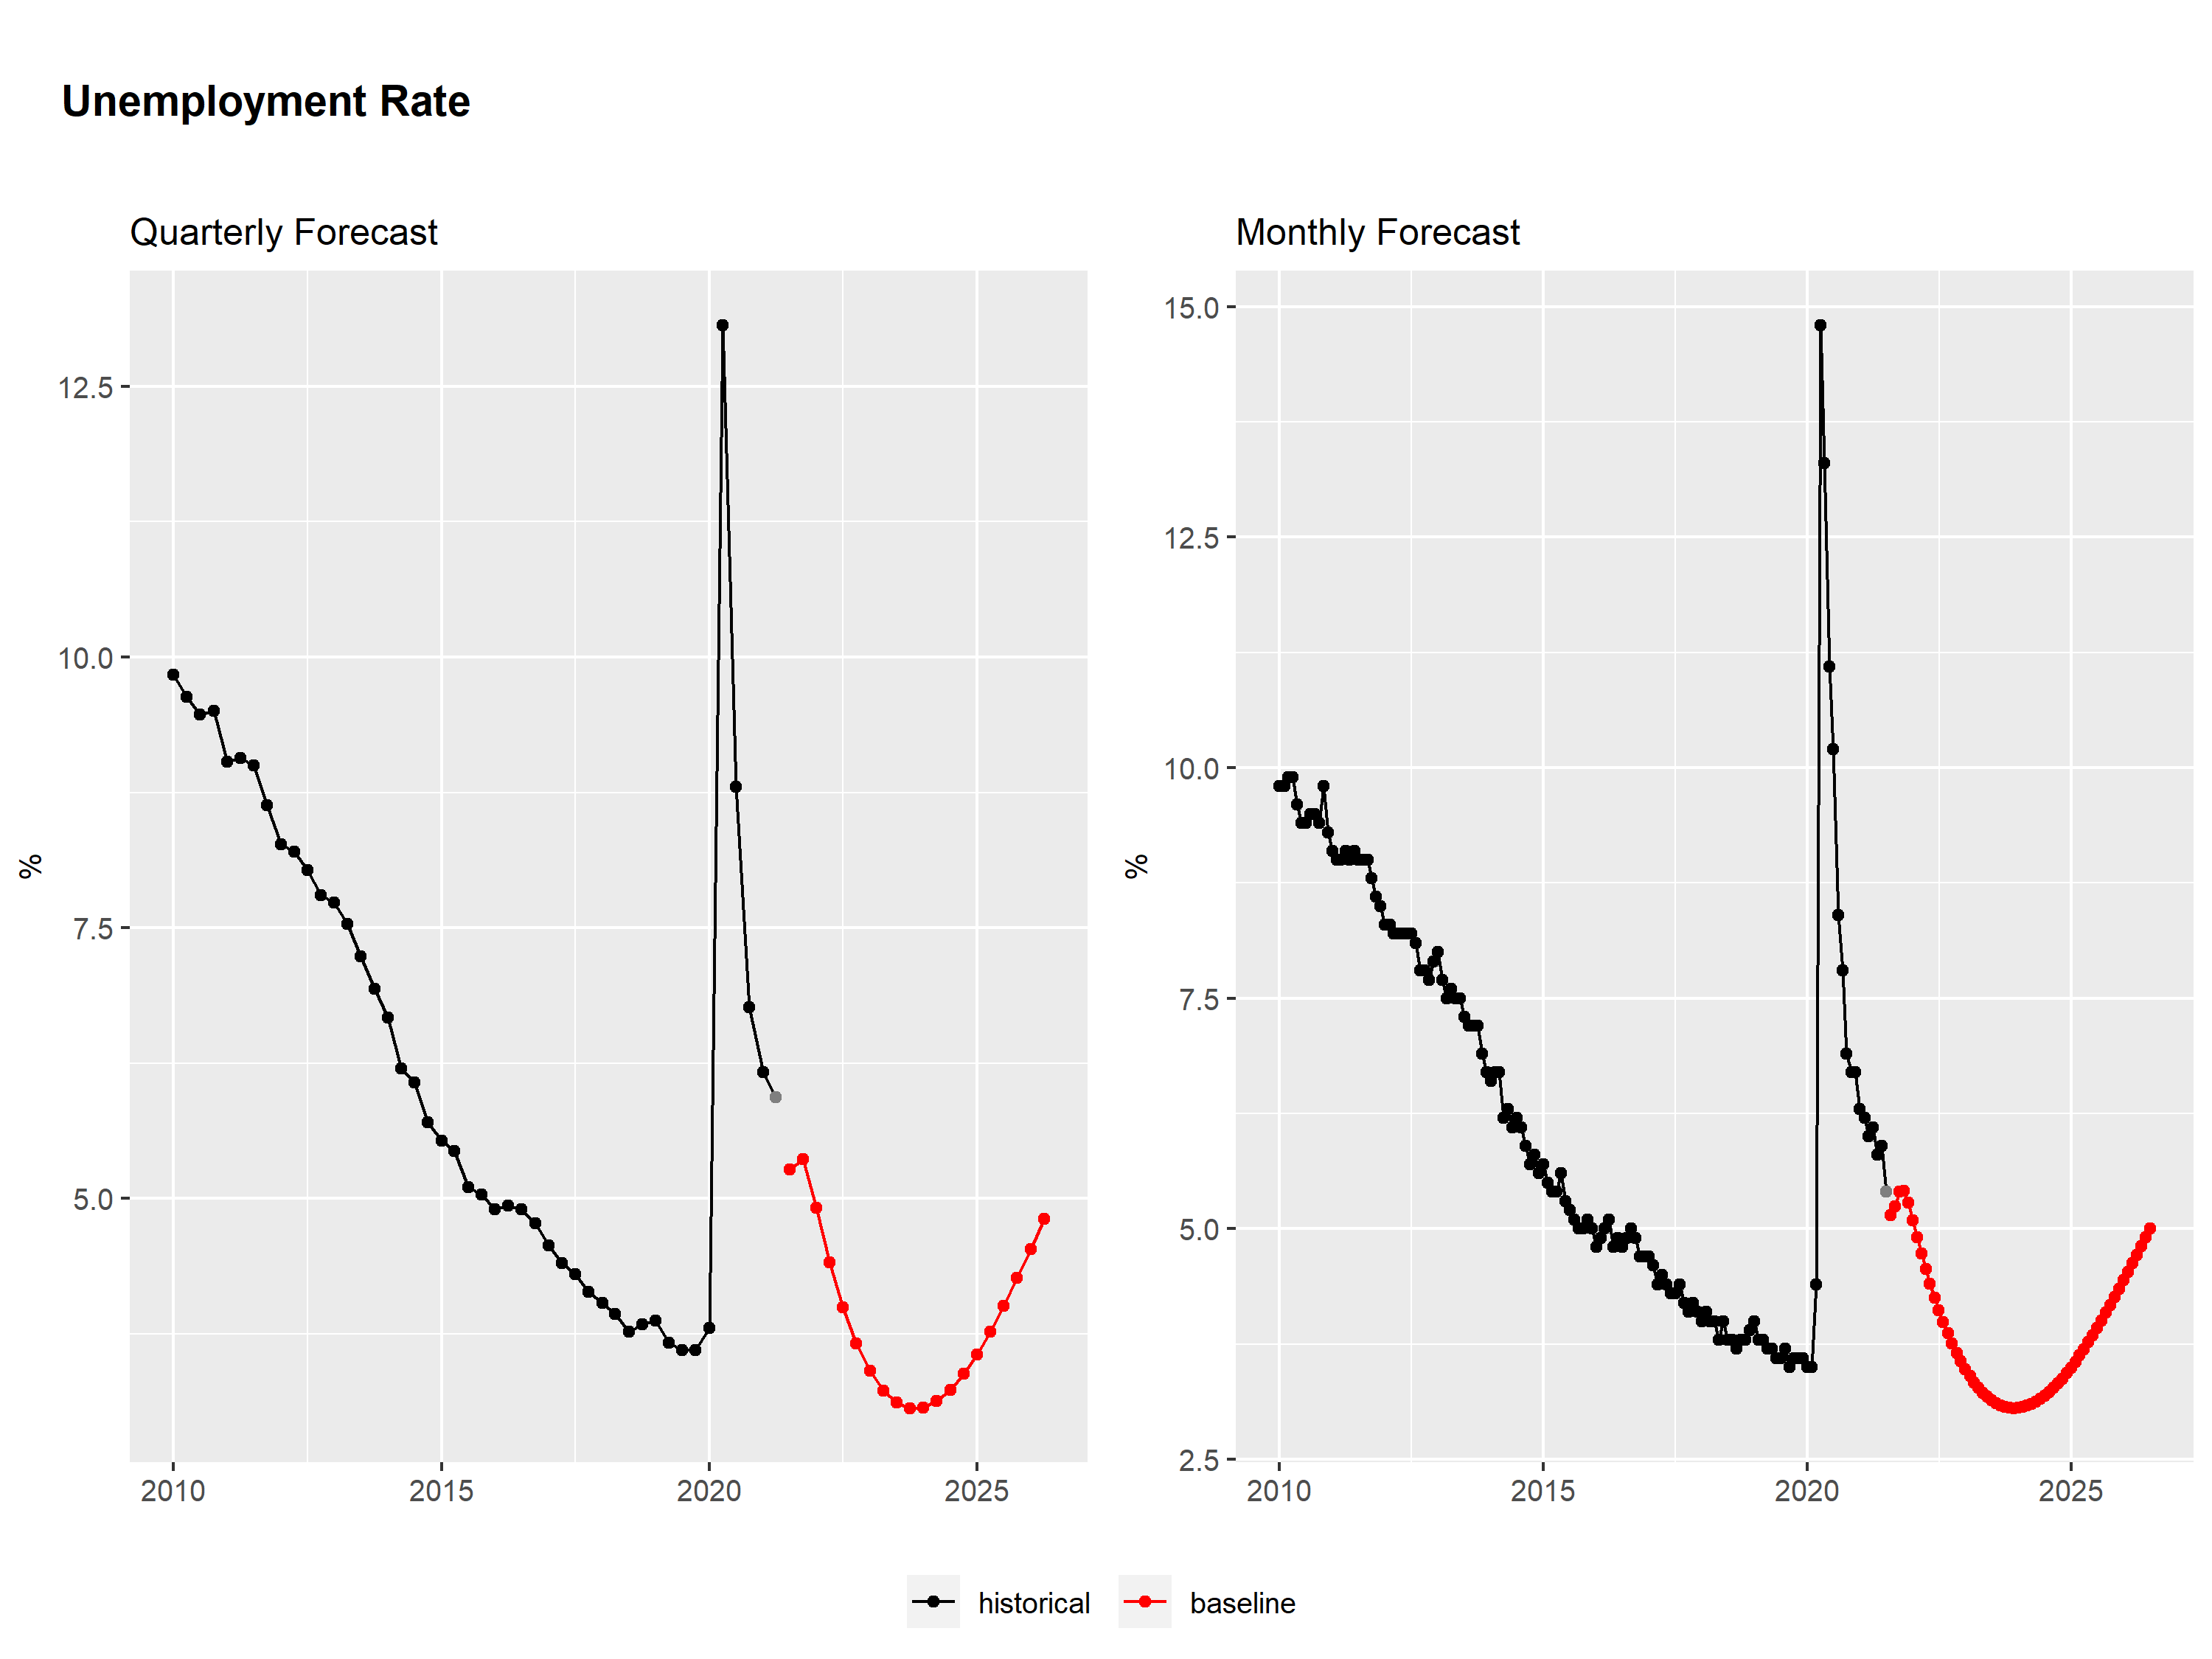 Unemployment Rate
Quarterly Forecast
%
12.5
10.0
7.5
5.0
2010 2015 2020 2025
Monthly Forecast
%
15.0
12.5
10.0
7.5
5.0
2.5
2010 2015 2020 2025
historical baseline